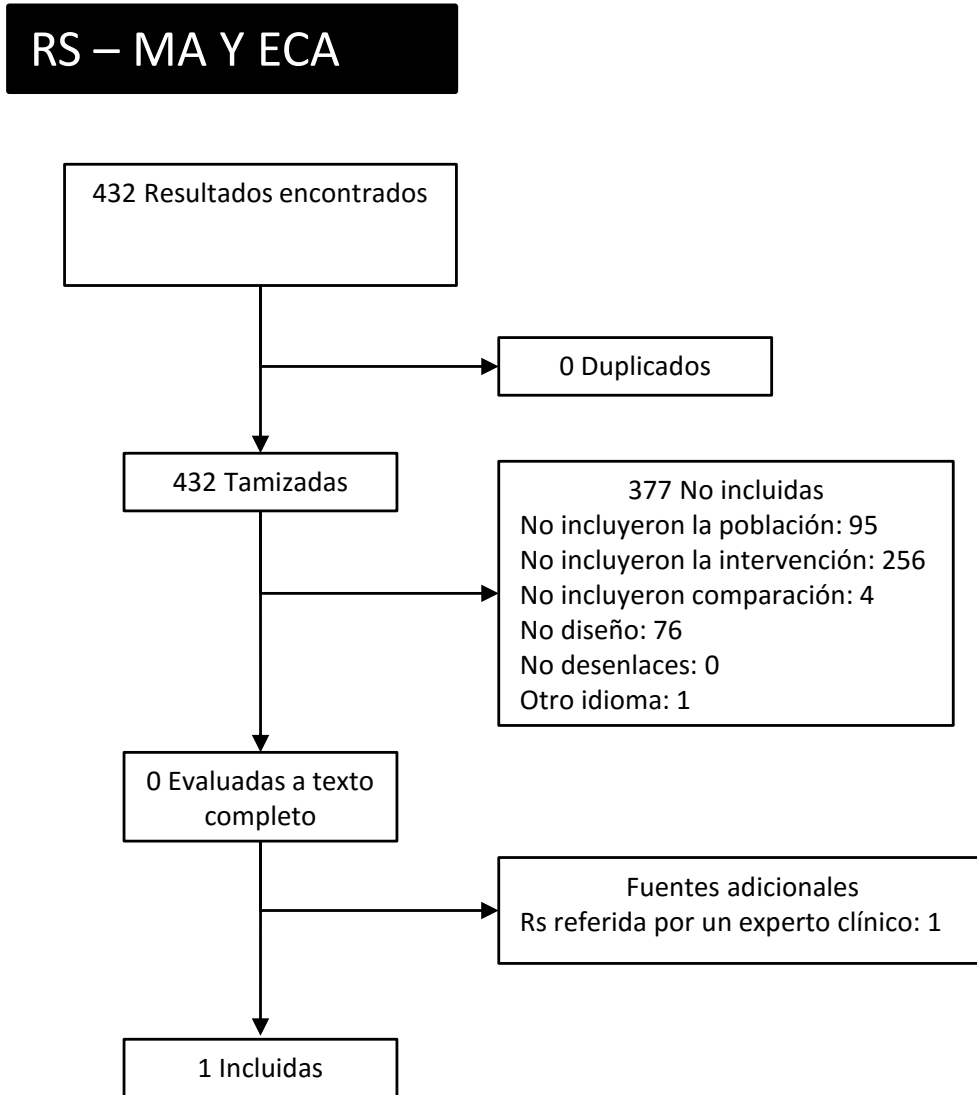 RS – MA Y ECA
432 Resultados encontrados
0 Duplicados
432 Tamizadas
377 No incluidas
No incluyeron la población: 95
No incluyeron la intervención: 256
No incluyeron comparación: 4
No diseño: 76
No desenlaces: 0
Otro idioma: 1
0 Evaluadas a texto
completo
Fuentes adicionales
Rs referida por un experto clínico: 1
1 Incluidas